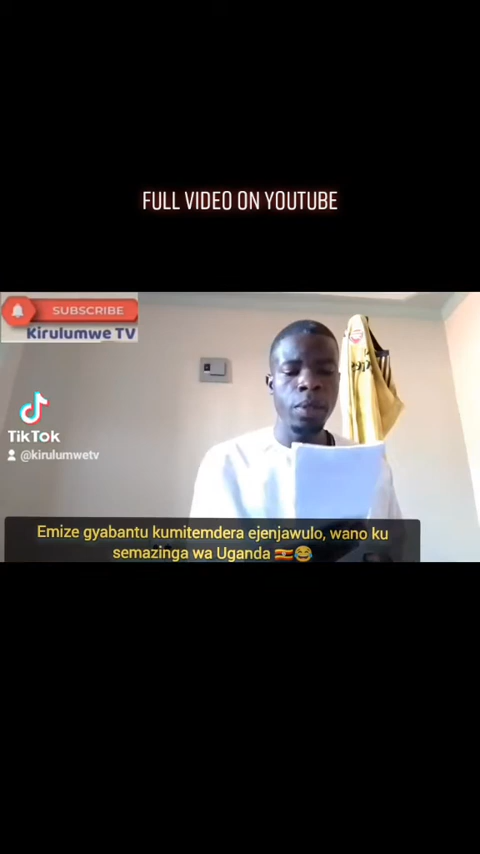 FULL VIDEO ON YOUTUBE
SUBSCRIBE
Kirulumwe TV
TikTok
@kirulumwetv
Emize gyabantu kumitemdera ejenjawulo, wano ku
semazinga wa Uganda 🇺🇬😂